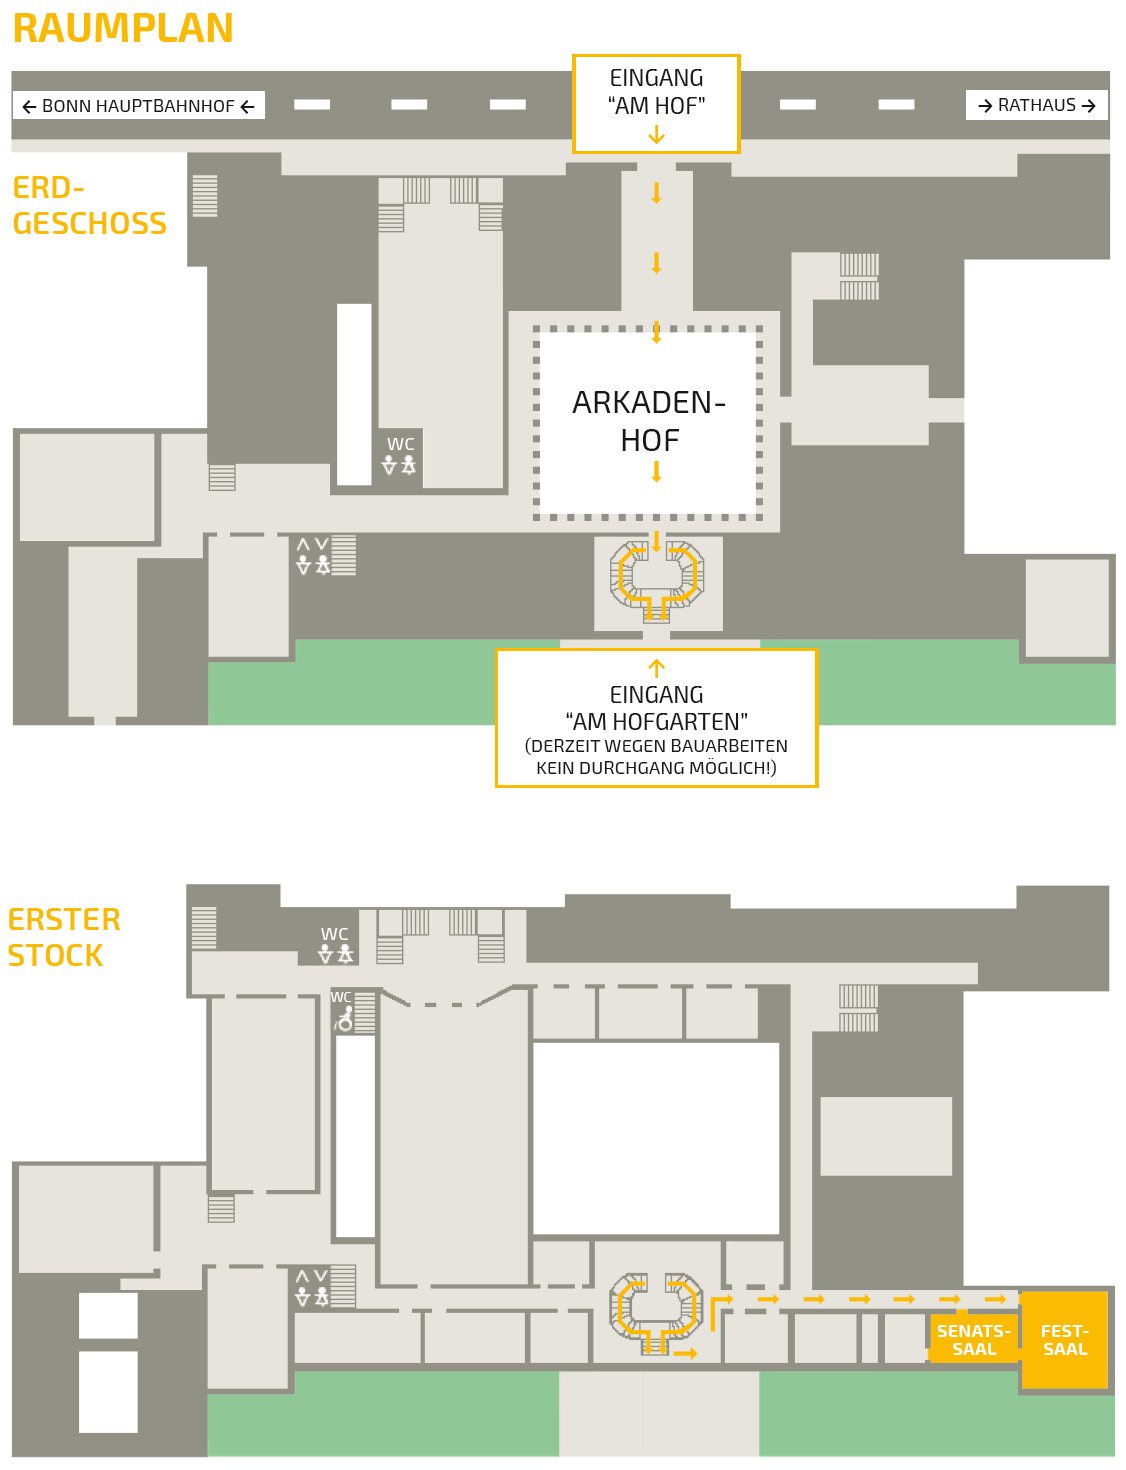 RAUMPLAN
EINGANG
“AM HOF”
↓
← BONN HAUPTBAHNHOF ←
→ RATHAUS →
ERD-
GESCHOSS
ARKADEN-
HOF
WC
↑
EINGANG
“AM HOFGARTEN”
(DERZEIT WEGEN BAUARBEITEN
KEIN DURCHGANG MÖGLICH!)
ERSTER
STOCK
WC
WC
SENATS-
SAAL
FEST-
SAAL